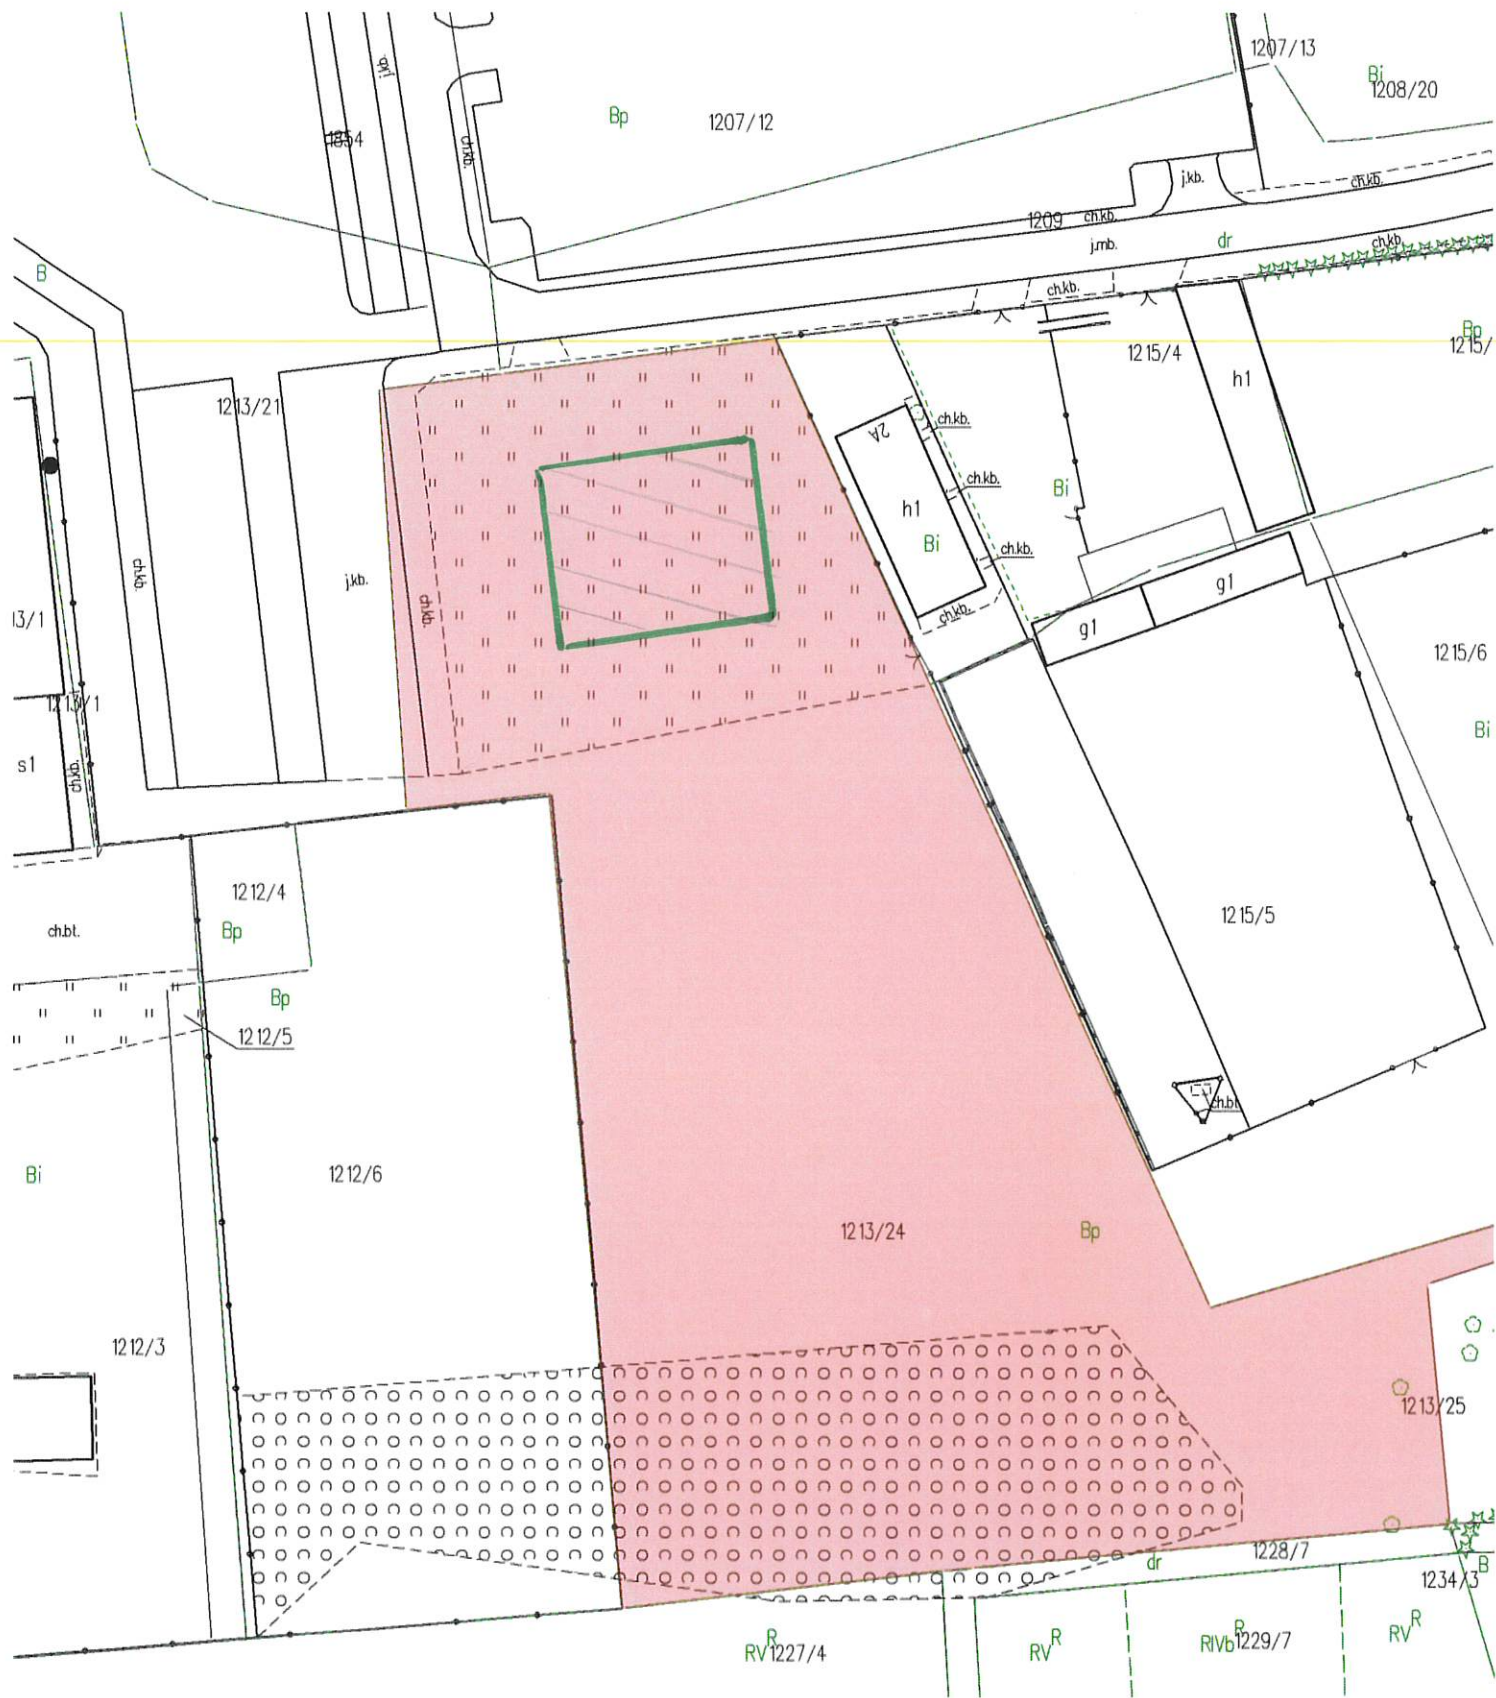 1207/13
Bi
1208/20
j.kb.
Bp
1207/12
1854
ch.kb.
j.kb.
ch.kb.
1209
ch.kb.
j.mb.
dr
ch.kb.
B
ch.kb.
Bp
1215/4
1215/
h1
1213/21
2A
ch.kb.
ch.kb.
Bi
h1
Bi
ch.kb.
ch.kb.
j.kb.
ch.kb.
ch.kb.
g1
g1
13/1
1215/6
1213/1
Bi
s1
ch.kb.
1212/4
Bp
ch.bt.
1215/5
Bp
1212/5
ch.bt
Bi
1212/6
1213/24
Bp
1212/3
1213/25
1228/7
dr
B
1234/3
R
RV
1227/4
R
RV
R
RIVb
1229/7
R
RV